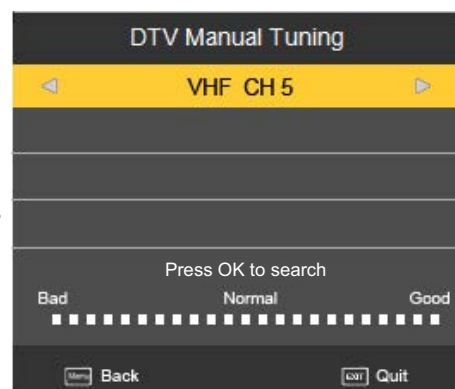 DTV Manual Tuning
VHF CH 5
Press OK to search
Bad Normal Good
Menu Back EXIT Quit